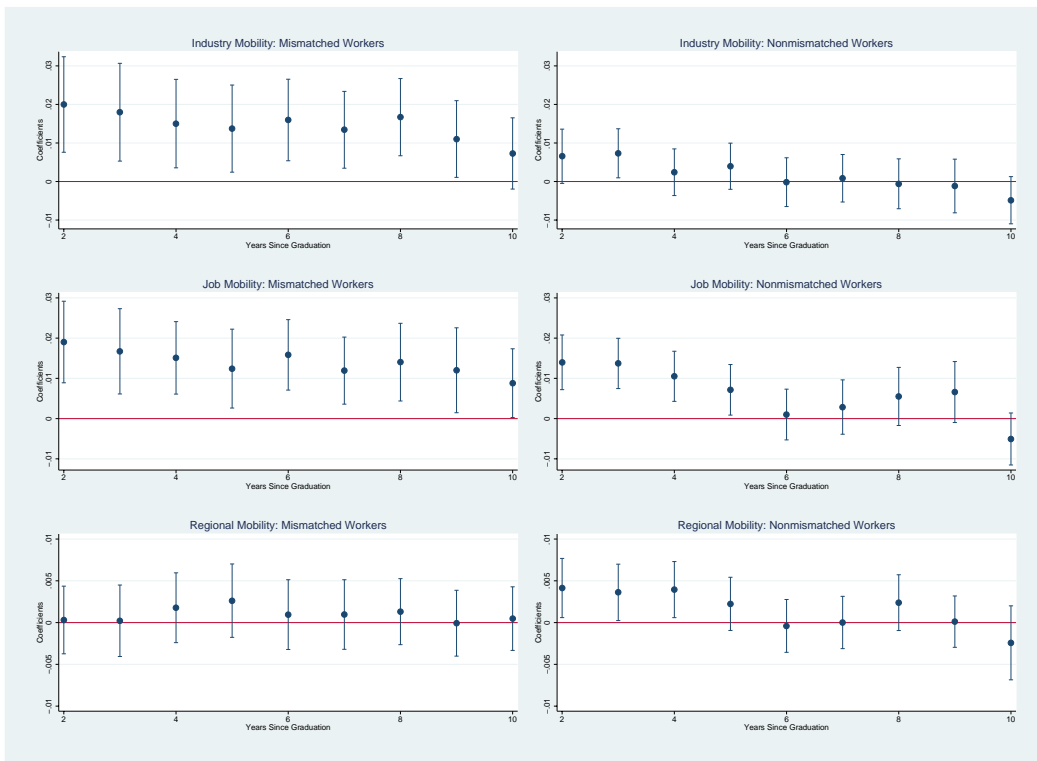 Industry Mobility: Mismatched Workers
Coefficients
.03
.02
.01
0
-.01
2 4 6 8 10
Years Since Graduation
Industry Mobility: Nonmismatched Workers
Coefficients
.03
.02
.01
0
-.01
2 4 6 8 10
Years Since Graduation
Job Mobility: Mismatched Workers
Coefficients
.03
.02
.01
0
-.01
2 4 6 8 10
Years Since Graduation
Job Mobility: Nonmismatched Workers
Coefficients
.03
.02
.01
0
-.01
2 4 6 8 10
Years Since Graduation
Regional Mobility: Mismatched Workers
Coefficients
.01
.005
0
-.005
-.01
2 4 6 8 10
Years Since Graduation
Regional Mobility: Nonmismatched Workers
Coefficients
.01
.005
0
-.005
-.01
2 4 6 8 10
Years Since Graduation